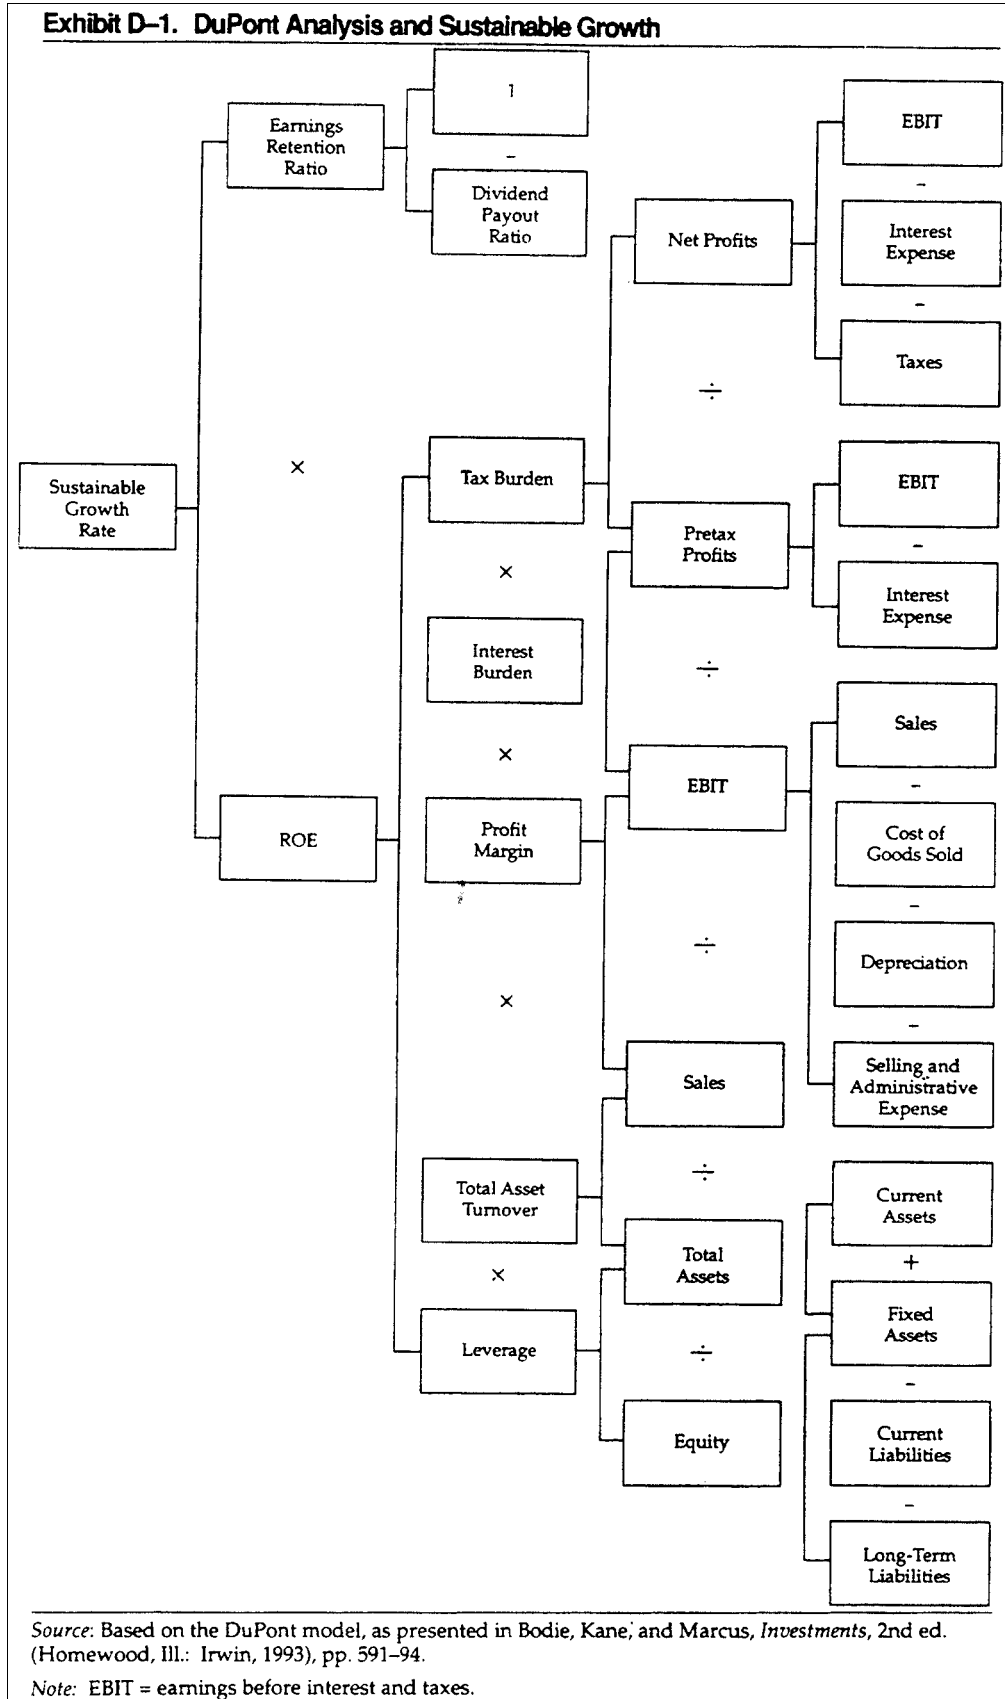 Exhibit D–1. DuPont Analysis and Sustainable Growth
1
–
Earnings
Retention
Ratio
Dividend
Payout
Ratio
EBIT
–
Interest
Expense
–
Taxes
Net Profits
÷
×
Sustainable
Growth
Rate
Tax Burden
×
Pretax
Profits
EBIT
–
Interest
Expense
Interest
Burden
÷
×
Sales
–
EBIT
ROE
Profit
Margin
Cost of
Goods Sold
–
÷
Depreciation
–
×
Sales
Selling and
Administrative
Expense
Total Asset
Turnover
÷
Current
Assets
+
×
Total
Assets
Fixed
Assets
–
Leverage
÷
Equity
Current
Liabilities
–
Long-Term
Liabilities
Source: Based on the DuPont model, as presented in Bodie, Kane, and Marcus, Investments, 2nd ed.
(Homewood, Ill.: Irwin, 1993), pp. 591–94.
Note: EBIT = earnings before interest and taxes.